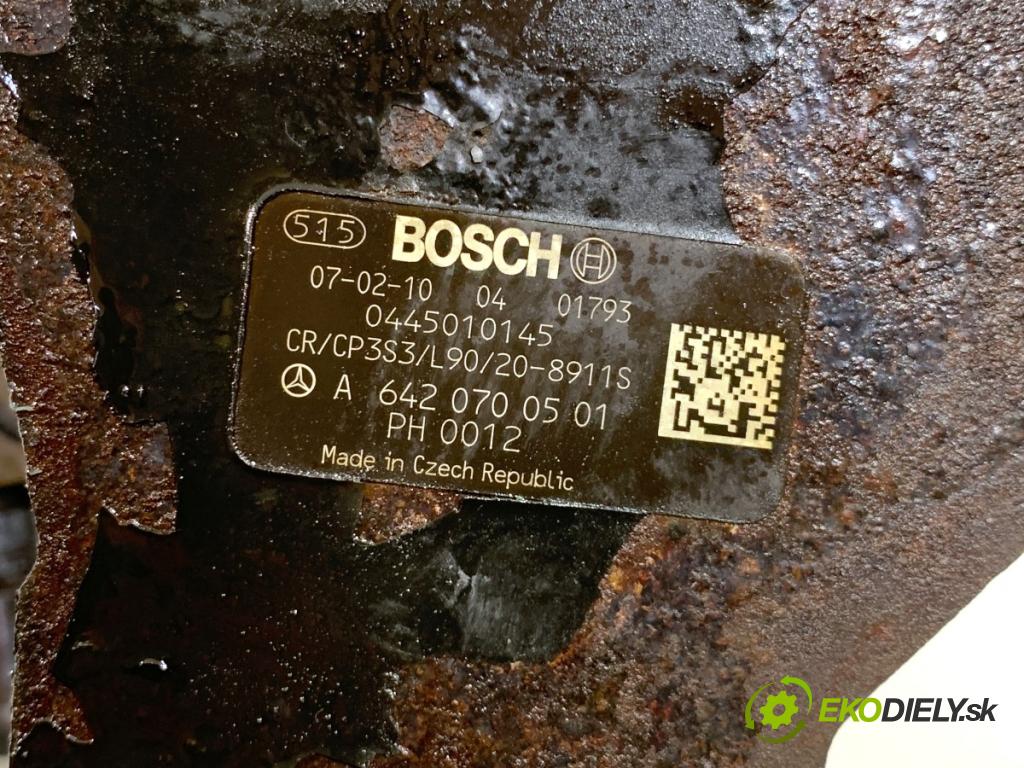 515 BOSCH
07-02-10 04 01793
0445010145
CR/CP3S3/L90/20-8911S
A 642 070 05 01
PH 0012
Made in Czech Republic
EKODIELY.sk